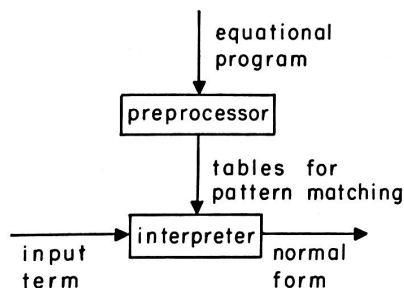 equational
program
preprocessor
tables for
pattern matching
interpreter
input
term
normal
form